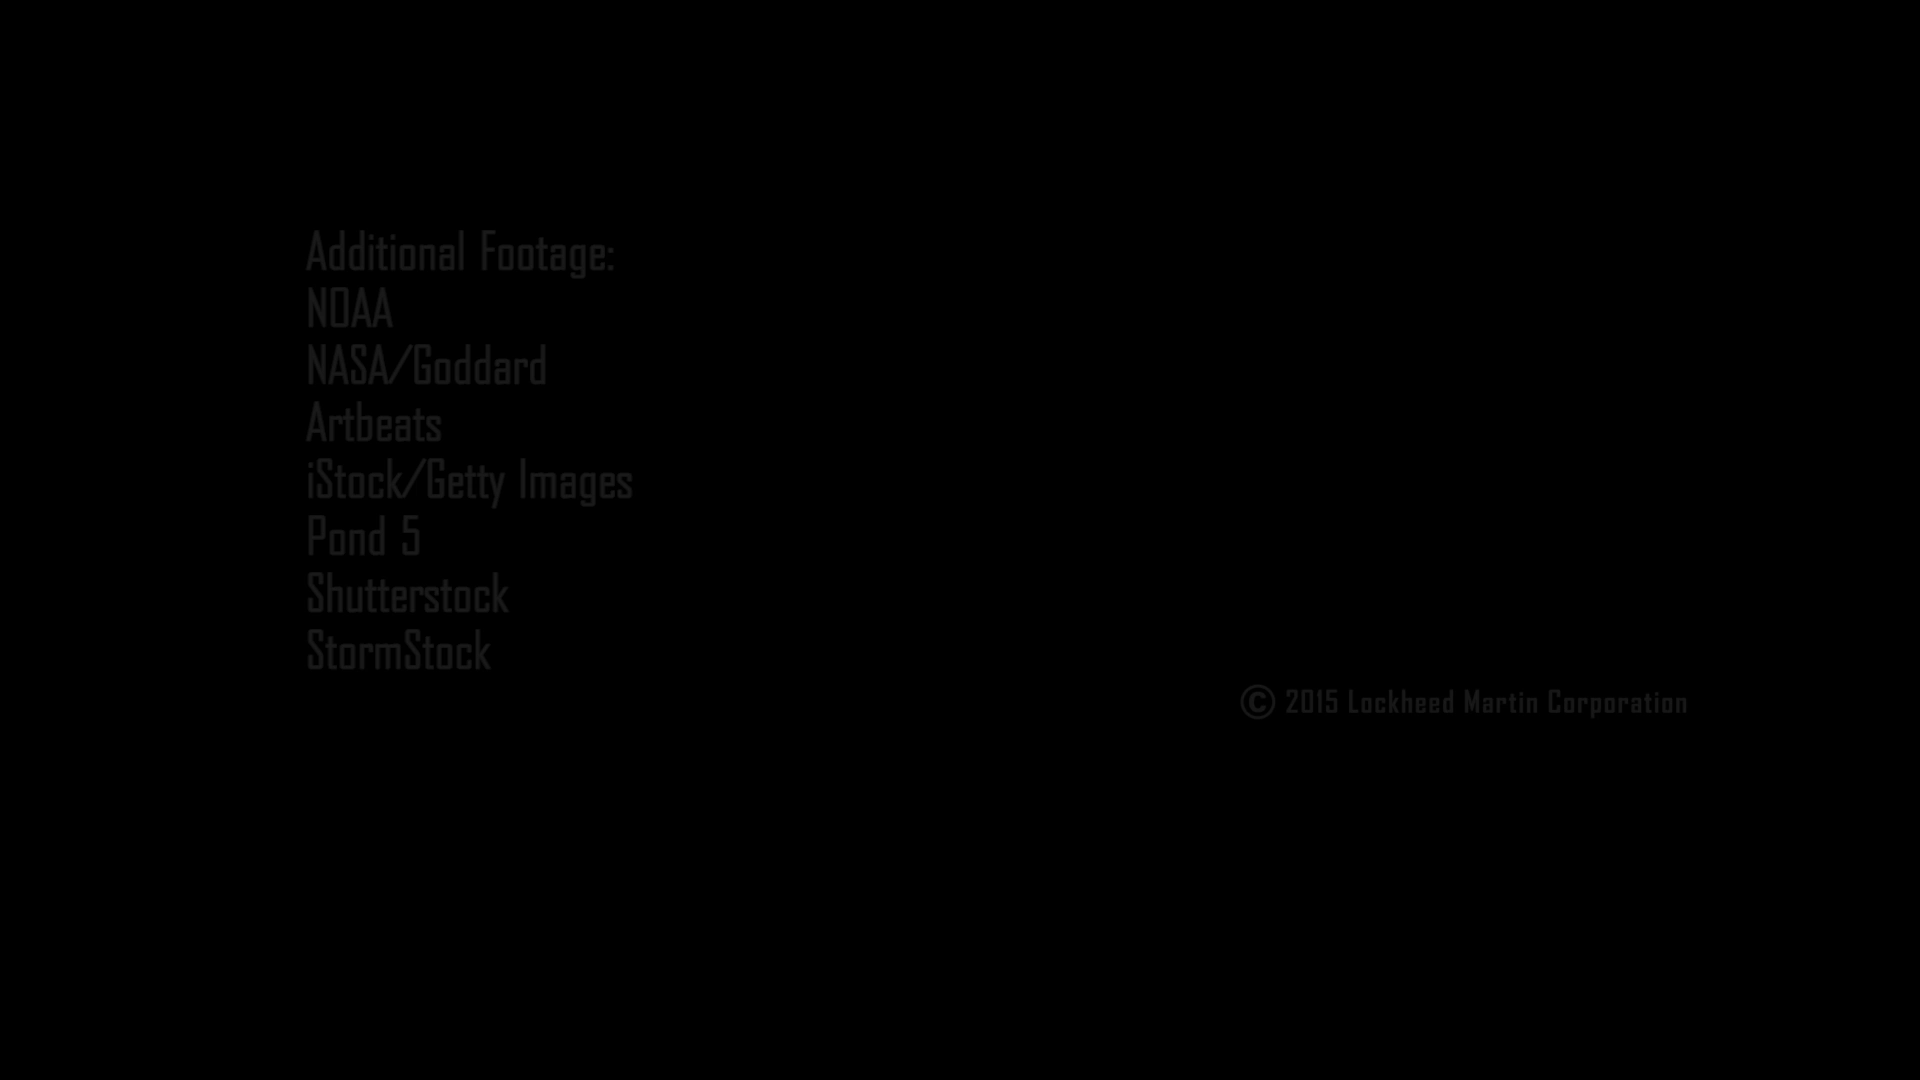 Additional Footage:
NOAA
NASA/Goddard
Artbeats
iStock/Getty Images
Pond 5
Shutterstock
StormStock
© 2015 Lockheed Martin Corporation